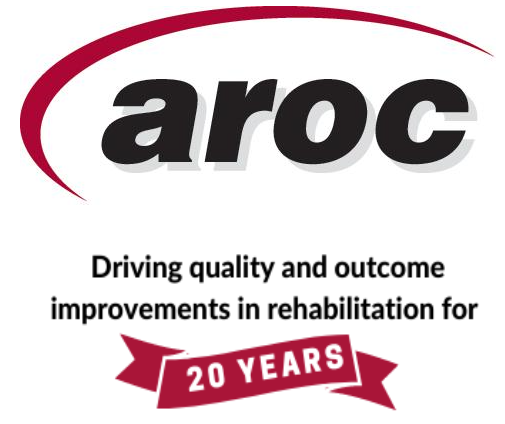 aroc
Driving quality and outcome
improvements in rehabilitation for
20 YEARS